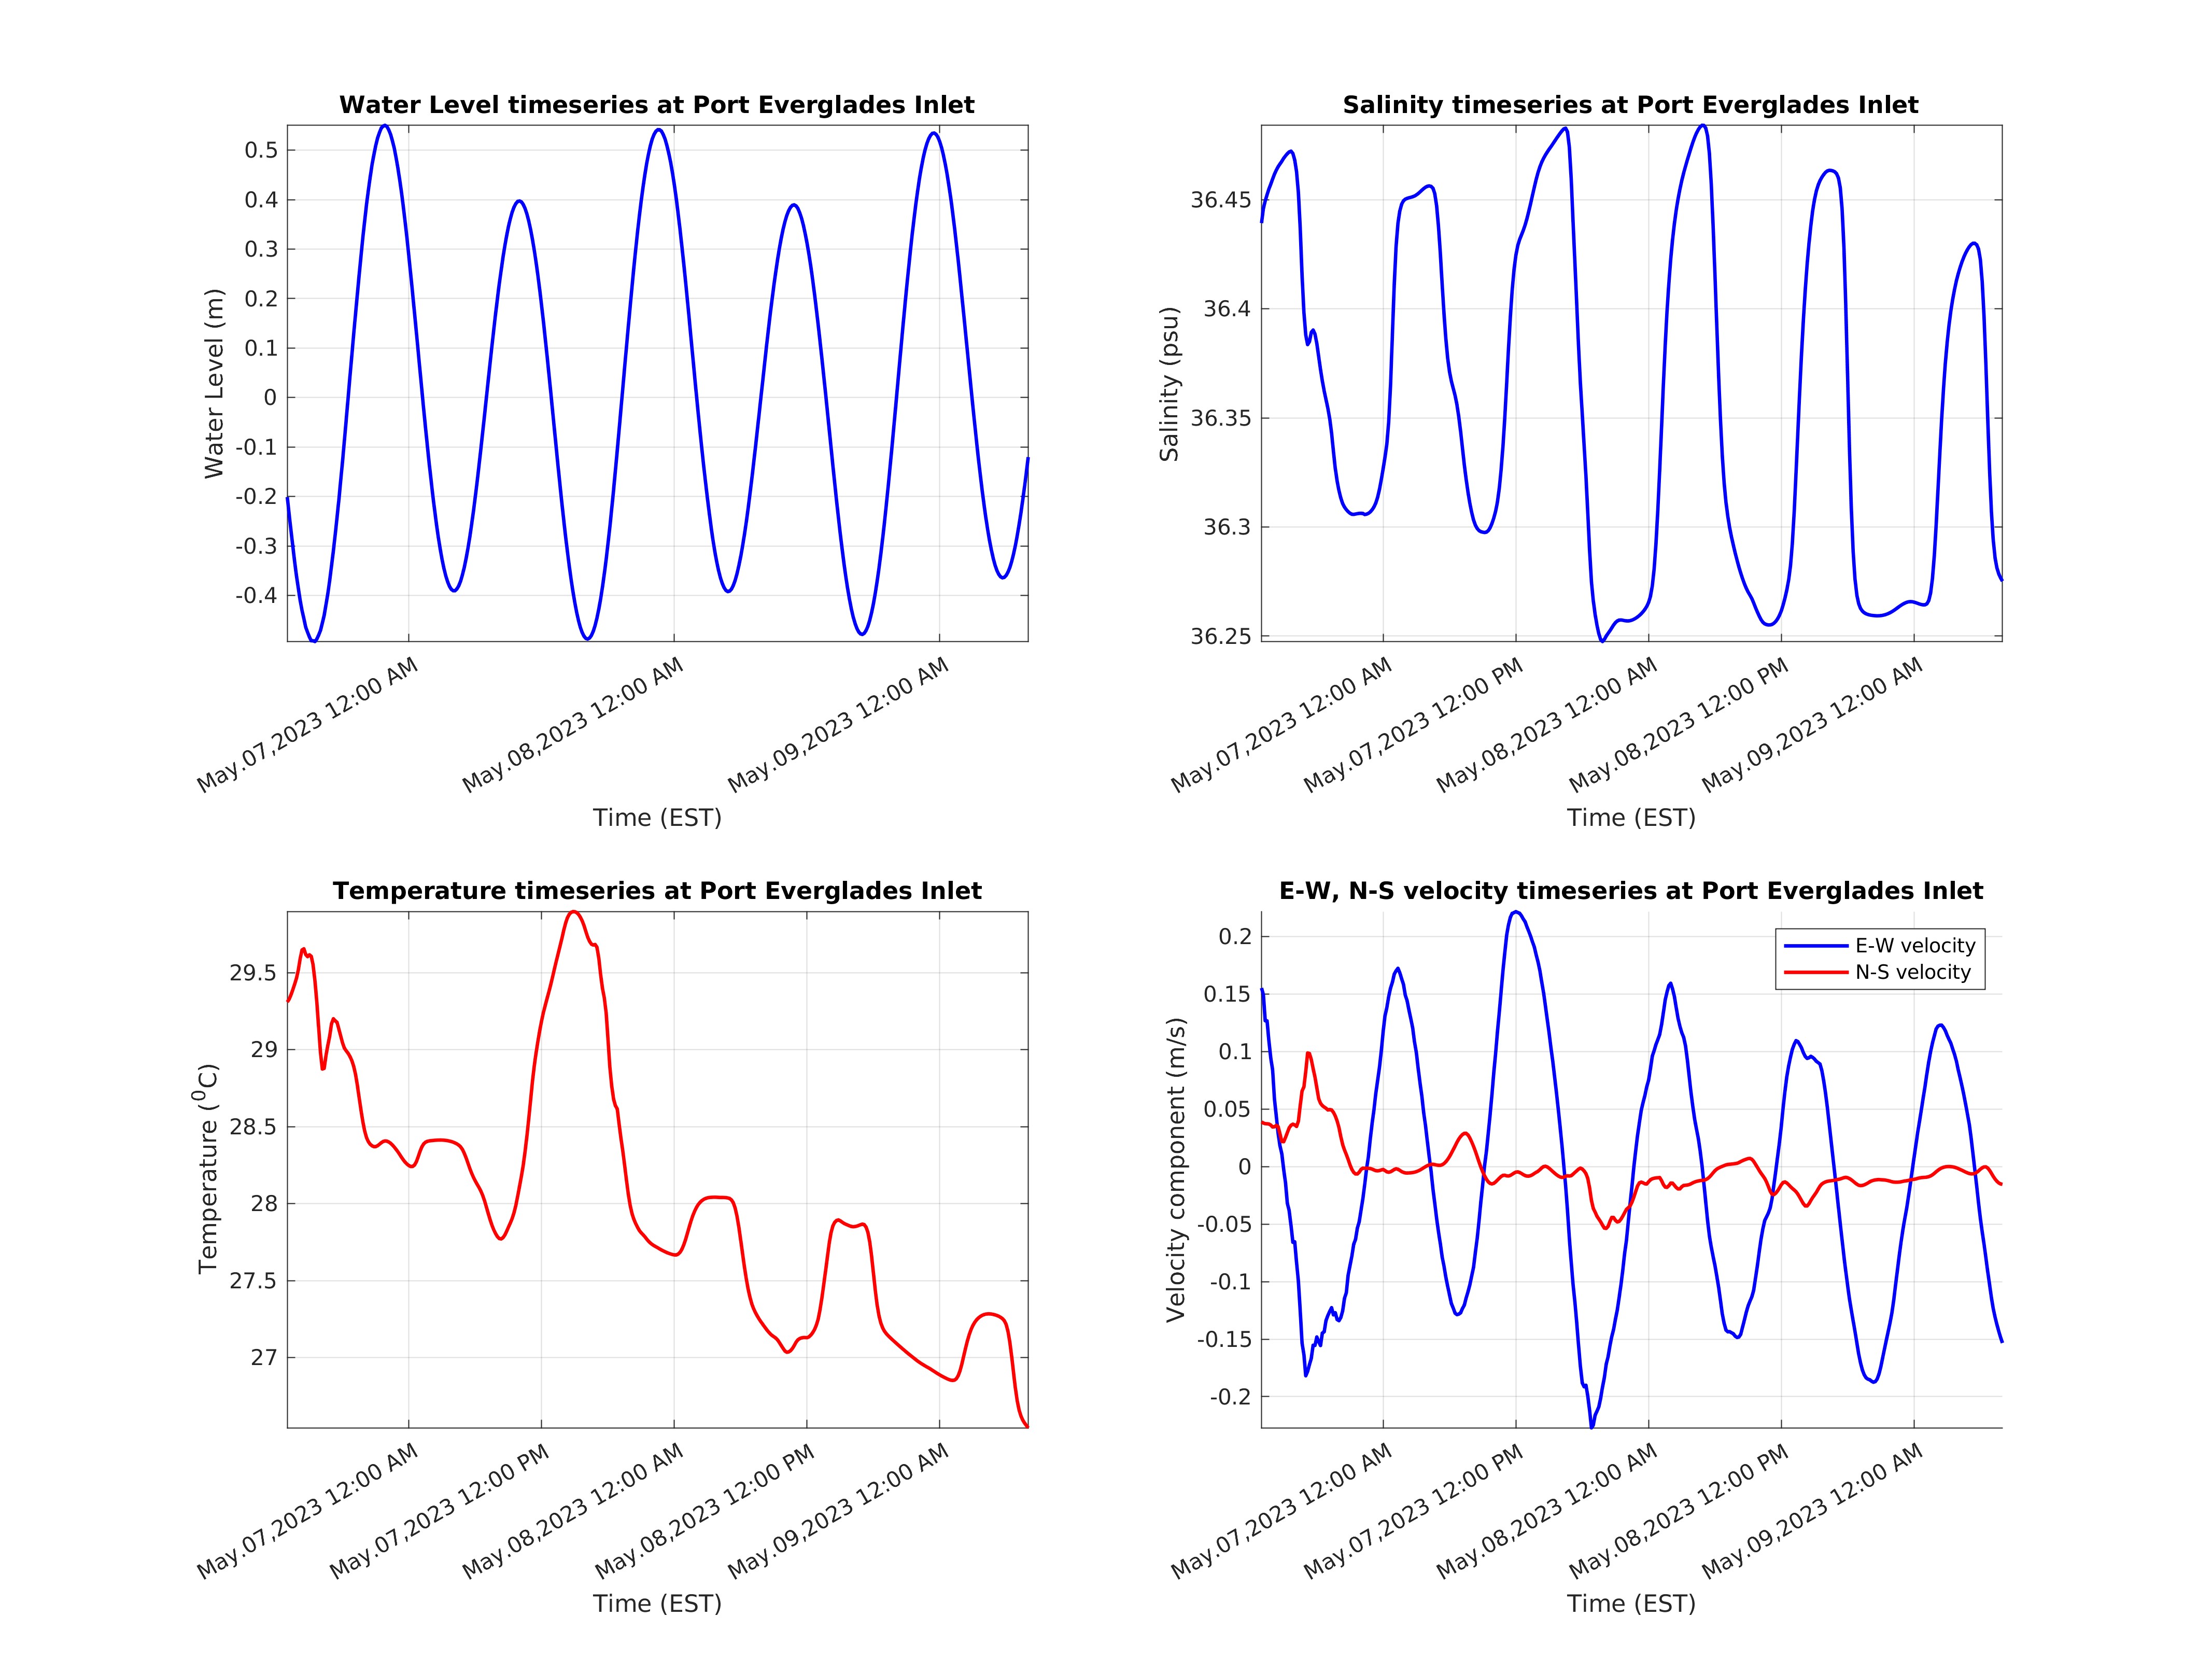 Water Level timeseries at Port Everglades Inlet
Water Level (m)
0.5
0.4
0.3
0.2
0.1
0
-0.1
-0.2
-0.3
-0.4
May.07,2023 12:00 AM
May.08,2023 12:00 AM
May.09,2023 12:00 AM
Time (EST)
Salinity timeseries at Port Everglades Inlet
Salinity (psu)
36.45
36.4
36.35
36.3
36.25
May.07,2023 12:00 AM
May.07,2023 12:00 PM
May.08,2023 12:00 AM
May.08,2023 12:00 PM
May.09,2023 12:00 AM
Time (EST)
Temperature timeseries at Port Everglades Inlet
Temperature (⁰C)
29.5
29
28.5
28
27.5
27
May.07,2023 12:00 AM
May.07,2023 12:00 PM
May.08,2023 12:00 AM
May.08,2023 12:00 PM
May.09,2023 12:00 AM
Time (EST)
E-W, N-S velocity timeseries at Port Everglades Inlet
Velocity component (m/s)
0.2
0.15
0.1
0.05
0
-0.05
-0.1
-0.15
-0.2
E-W velocity
N-S velocity
May.07,2023 12:00 AM
May.07,2023 12:00 PM
May.08,2023 12:00 AM
May.08,2023 12:00 PM
May.09,2023 12:00 AM
Time (EST)